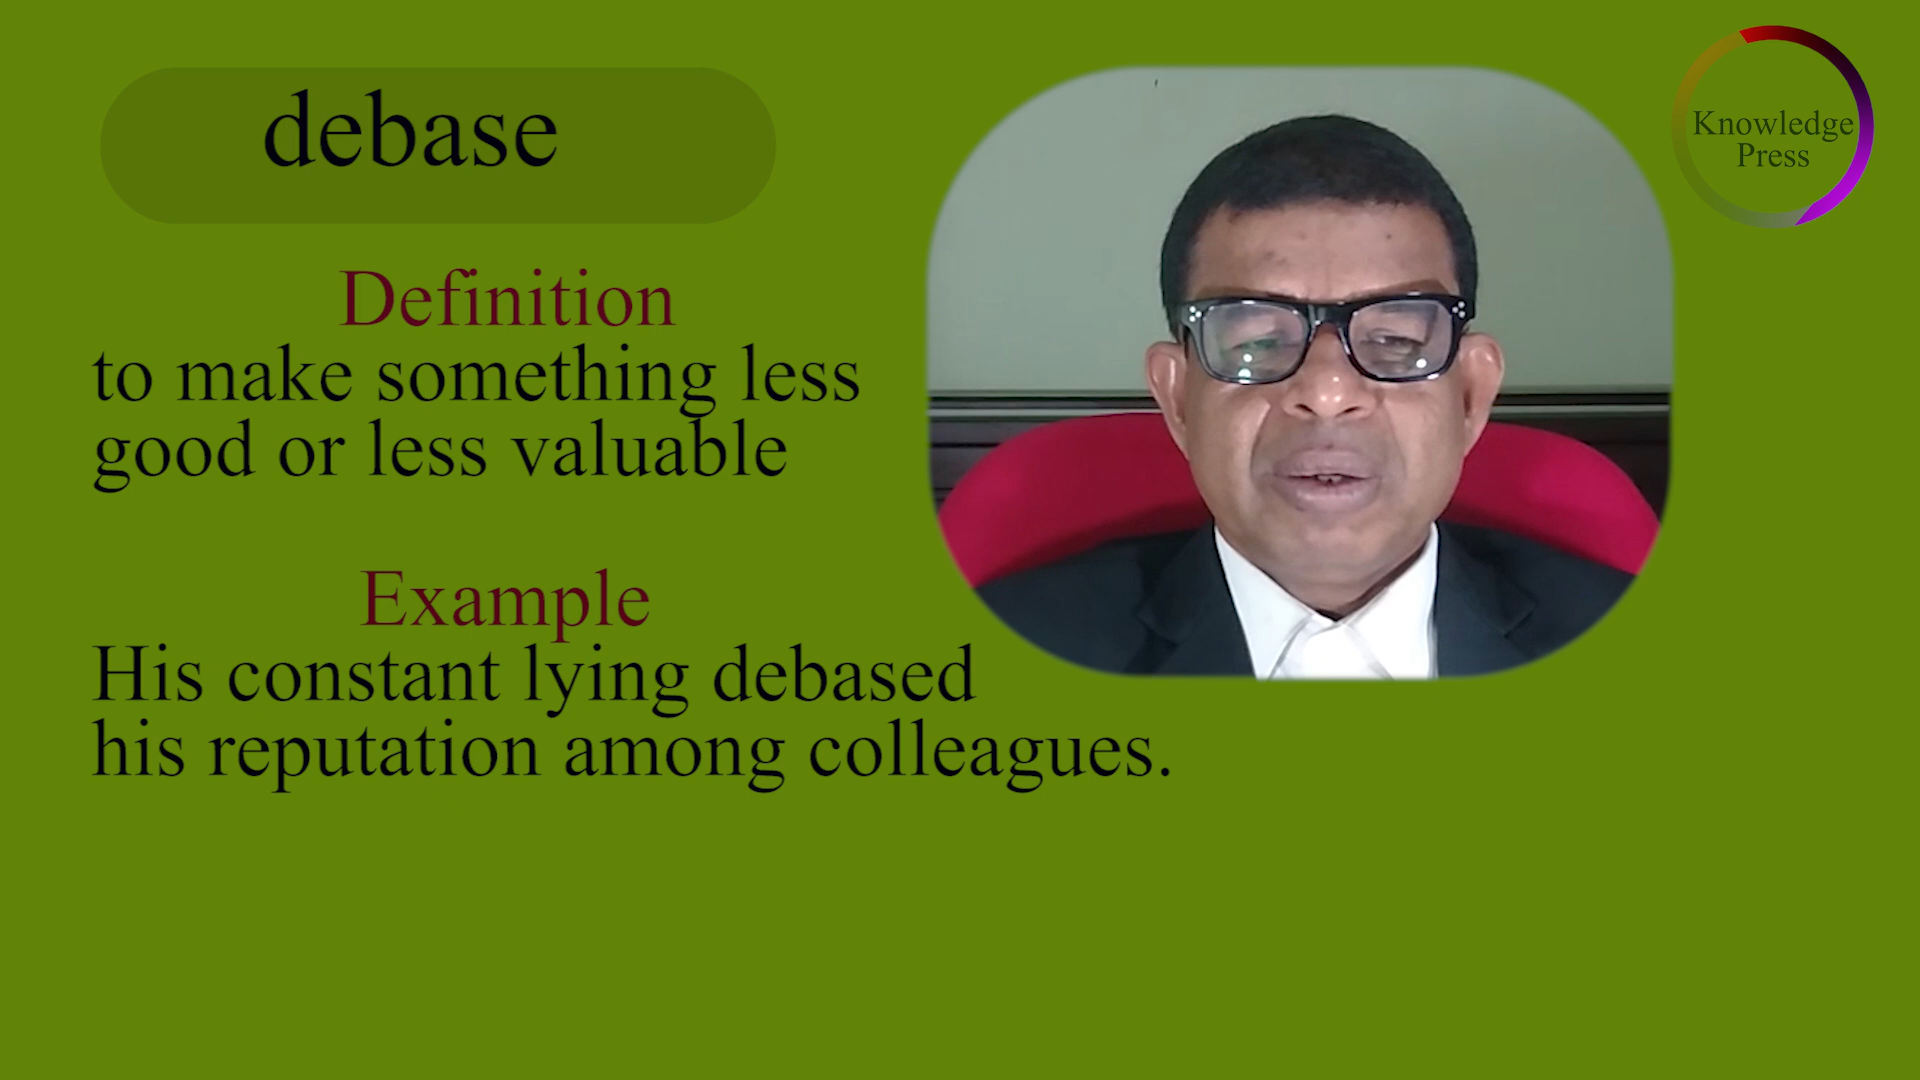 debase
Knowledge
Press
Definition
to make something less
good or less valuable
Example
His constant lying debased
his reputation among colleagues.